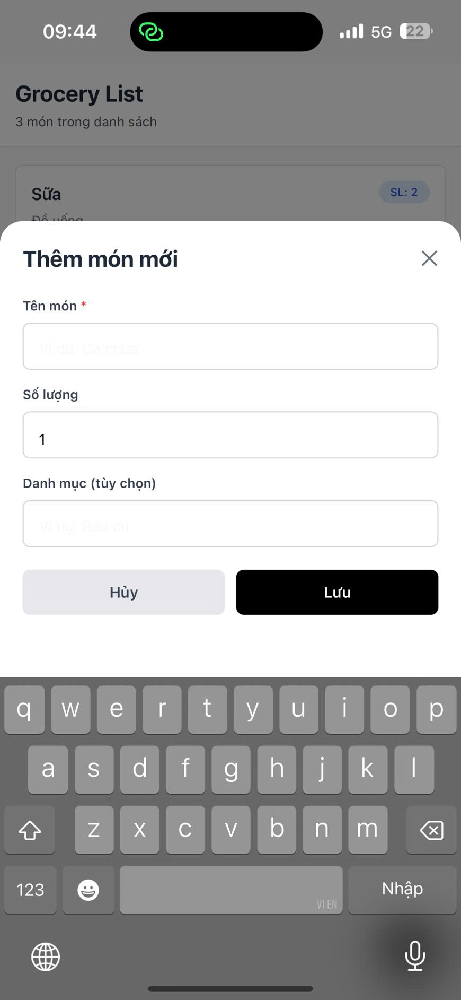 09:44
5G 22
Grocery List
3 món trong danh sách
Sữa
SL: 2
Đồ uống
Thêm món mới
Tên món *
Ví dụ: Cà chua
Số lượng
1
Danh mục (tùy chọn)
Ví dụ: Rau củ
Hủy
Lưu
q w e r t y u i o p
a s d f g h j k l
z x c v b n m
123
VI EN
Nhập